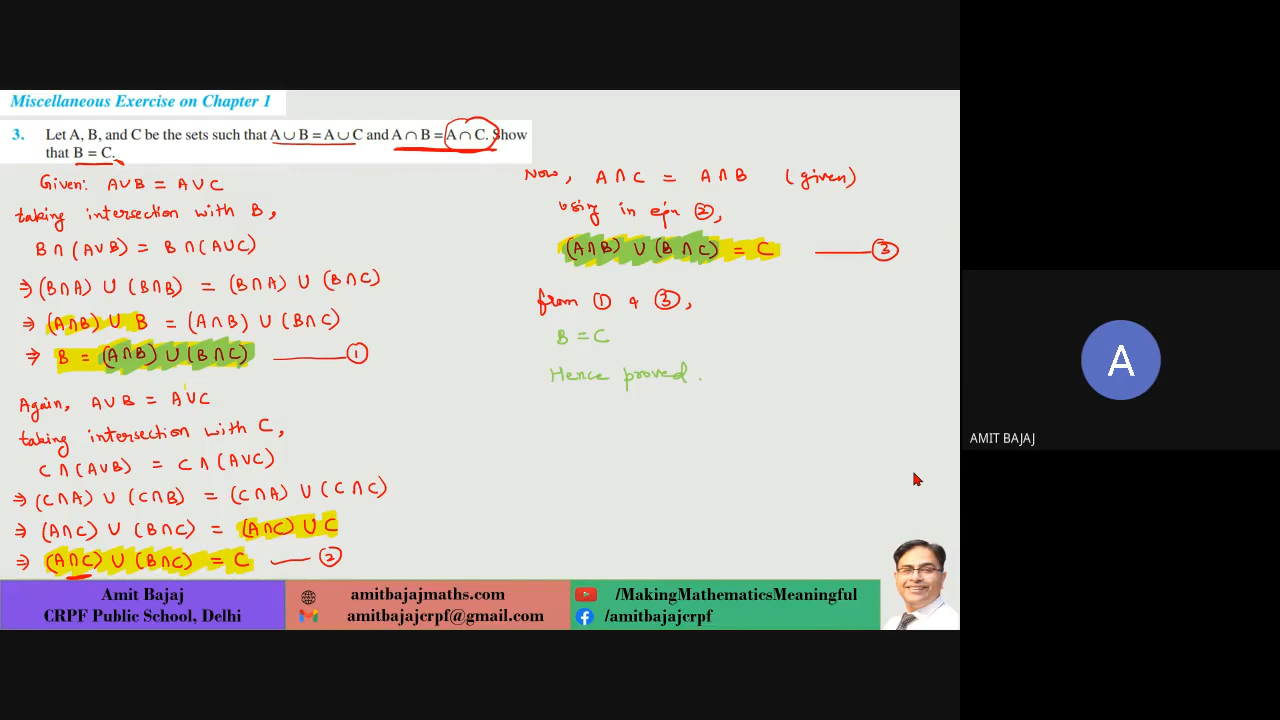 Miscellaneous Exercise on Chapter 1
3. Let A, B, and C be the sets such that A ∪ B = A ∪ C and A ∩ B = A ∩ C. Show
that B = C.
Given: A∪B = A∪C
taking intersection with B,
B∩(A∪B) = B∩(A∪C)
⇒ (B∩A) ∪ (B∩B) = (B∩A) ∪ (B∩C)
⇒ (A∩B) ∪ B = (A∩B) ∪ (B∩C)
⇒ B = (A∩B) ∪ (B∩C) —— ①
Again, A∪B = A∪C
taking intersection with C,
C∩(A∪B) = C∩(A∪C)
⇒ (C∩A) ∪ (C∩B) = (C∩A) ∪ (C∩C)
⇒ (A∩C) ∪ (B∩C) = (A∩C) ∪ C
⇒ (A∩C) ∪ (B∩C) = C —— ②
Now, A∩C = A∩B (given)
using in eqn ②,
(A∩B) ∪ (B∩C) = C —— ③
from ① & ③,
B = C
Hence proved.
A
AMIT BAJAJ
Amit Bajaj
CRPF Public School, Delhi
amitbajajmaths.com
amitbajajcrpf@gmail.com
/MakingMathematicsMeaningful
/amitbajajcrpf